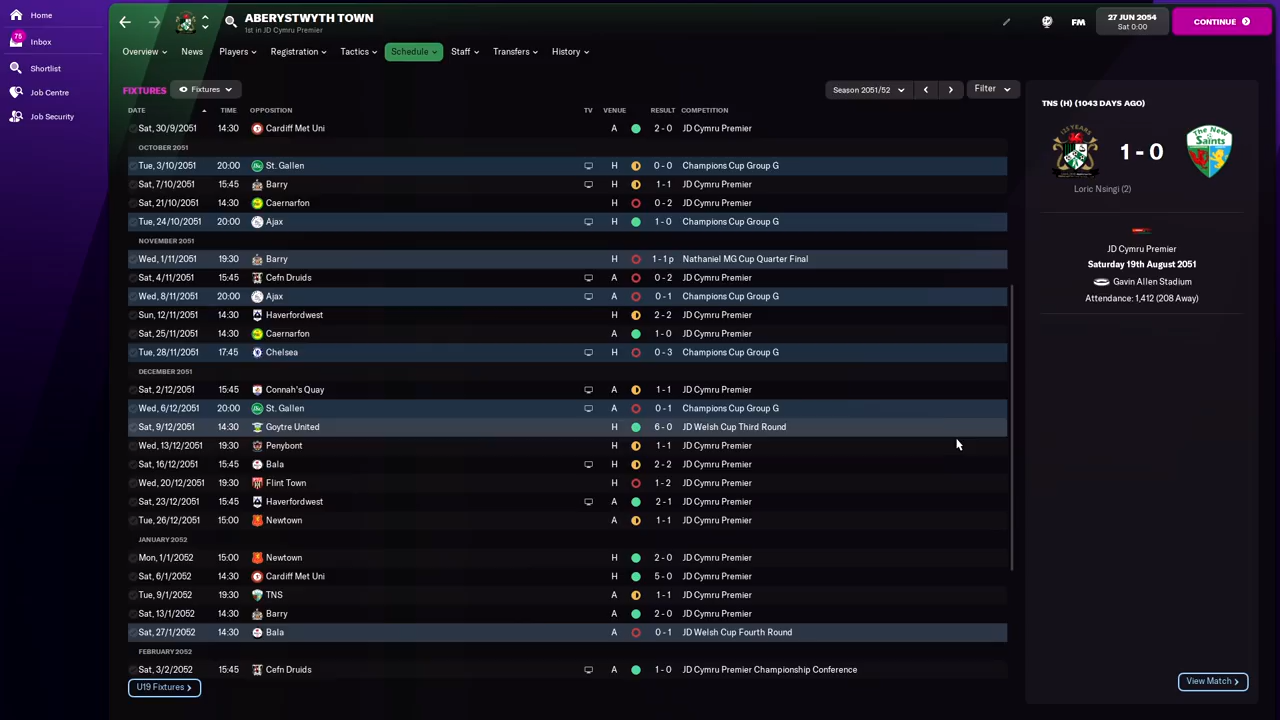 Home
75
Inbox
Shortlist
Job Centre
Job Security
ABERYSTWYTH TOWN
1st in JD Cymru Premier
FM
27 JUN 2054
Sat 0:00
CONTINUE
Overview
News
Players
Registration
Tactics
Schedule
Staff
Transfers
History
FIXTURES
Fixtures
Season 2051/52
Filter
DATE TIME OPPOSITION TV VENUE RESULT COMPETITION
Sat, 30/9/2051 14:30 Cardiff Met Uni A 2 - 0 JD Cymru Premier
OCTOBER 2051
Tue, 3/10/2051 20:00 St. Gallen H 0 - 0 Champions Cup Group G
Sat, 7/10/2051 15:45 Barry H 1 - 1 JD Cymru Premier
Sat, 21/10/2051 14:30 Caernarfon H 0 - 2 JD Cymru Premier
Tue, 24/10/2051 20:00 Ajax H 1 - 0 Champions Cup Group G
NOVEMBER 2051
Wed, 1/11/2051 19:30 Barry H 1 - 1 p Nathaniel MG Cup Quarter Final
Sat, 4/11/2051 15:45 Cefn Druids A 0 - 2 JD Cymru Premier
Wed, 8/11/2051 20:00 Ajax A 0 - 1 Champions Cup Group G
Sun, 12/11/2051 14:30 Haverfordwest H 2 - 2 JD Cymru Premier
Sat, 25/11/2051 14:30 Caernarfon A 1 - 0 JD Cymru Premier
Tue, 28/11/2051 17:45 Chelsea H 0 - 3 Champions Cup Group G
DECEMBER 2051
Sat, 2/12/2051 15:45 Connah's Quay A 1 - 1 JD Cymru Premier
Wed, 6/12/2051 20:00 St. Gallen A 0 - 1 Champions Cup Group G
Sat, 9/12/2051 14:30 Goytre United H 6 - 0 JD Welsh Cup Third Round
Wed, 13/12/2051 19:30 Penybont A 1 - 1 JD Cymru Premier
Sat, 16/12/2051 15:45 Bala H 2 - 2 JD Cymru Premier
Wed, 20/12/2051 19:30 Flint Town H 1 - 2 JD Cymru Premier
Sat, 23/12/2051 15:45 Haverfordwest A 2 - 1 JD Cymru Premier
Tue, 26/12/2051 15:00 Newtown A 1 - 1 JD Cymru Premier
JANUARY 2052
Mon, 1/1/2052 15:00 Newtown H 2 - 0 JD Cymru Premier
Sat, 6/1/2052 14:30 Cardiff Met Uni H 5 - 0 JD Cymru Premier
Tue, 9/1/2052 19:30 TNS A 1 - 1 JD Cymru Premier
Sat, 13/1/2052 14:30 Barry A 2 - 0 JD Cymru Premier
Sat, 27/1/2052 14:30 Bala A 0 - 1 JD Welsh Cup Fourth Round
FEBRUARY 2052
Sat, 3/2/2052 15:45 Cefn Druids A 1 - 0 JD Cymru Premier Championship Conference
U19 Fixtures
TNS (H) (1043 DAYS AGO)
The New
Saints
1 - 0
Loric Nsingi (2)
JD Cymru Premier
Saturday 19th August 2051
Gavin Allen Stadium
Attendance: 1,412 (208 Away)
View Match